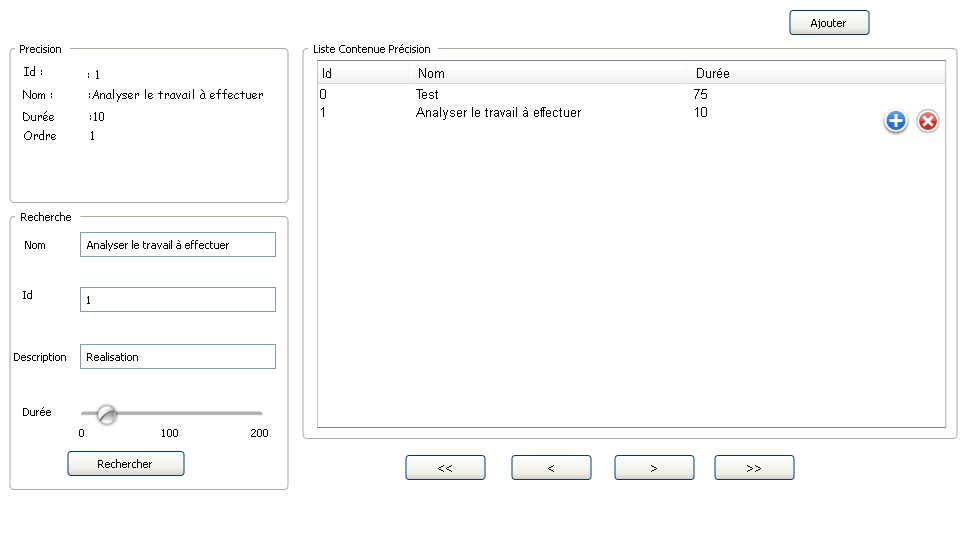 Ajouter
Precision
Id : : 1
Nom : :Analyser le travail à effectuer
Durée :10
Ordre 1
Recherche
Nom Analyser le travail à effectuer
Id 1
Description Realisation
Durée
0 100 200
Rechercher
Liste Contenue Précision
Id Nom Durée
0 Test 75
1 Analyser le travail à effectuer 10
<< < > >>